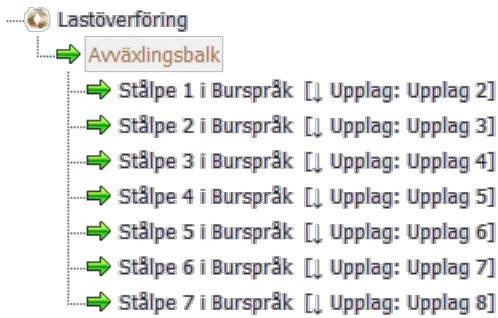 Lastöverföring
Avväxlingsbalk
Stålpe 1 i Burspråk [↓ Upplag: Upplag 2]
Stålpe 2 i Burspråk [↓ Upplag: Upplag 3]
Stålpe 3 i Burspråk [↓ Upplag: Upplag 4]
Stålpe 4 i Burspråk [↓ Upplag: Upplag 5]
Stålpe 5 i Burspråk [↓ Upplag: Upplag 6]
Stålpe 6 i Burspråk [↓ Upplag: Upplag 7]
Stålpe 7 i Burspråk [↓ Upplag: Upplag 8]